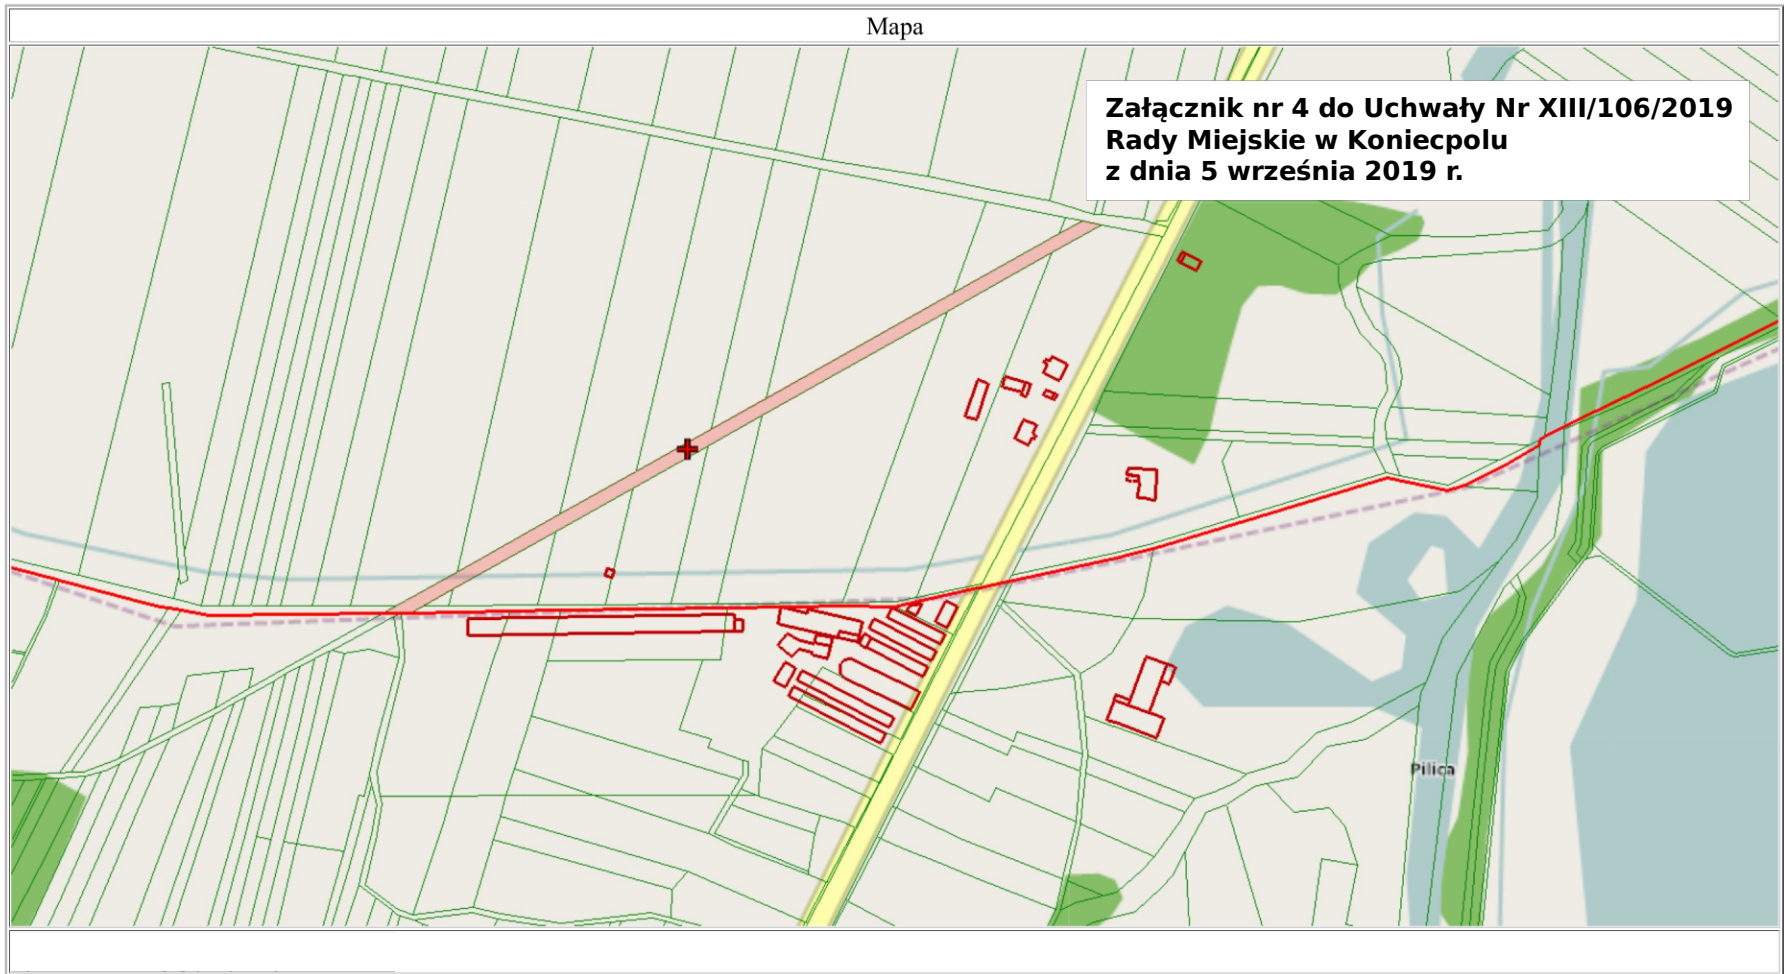 Mapa
Załącznik nr 4 do Uchwały Nr XIII/106/2019
Rady Miejskie w Koniecpolu
z dnia 5 września 2019 r.
Pilica